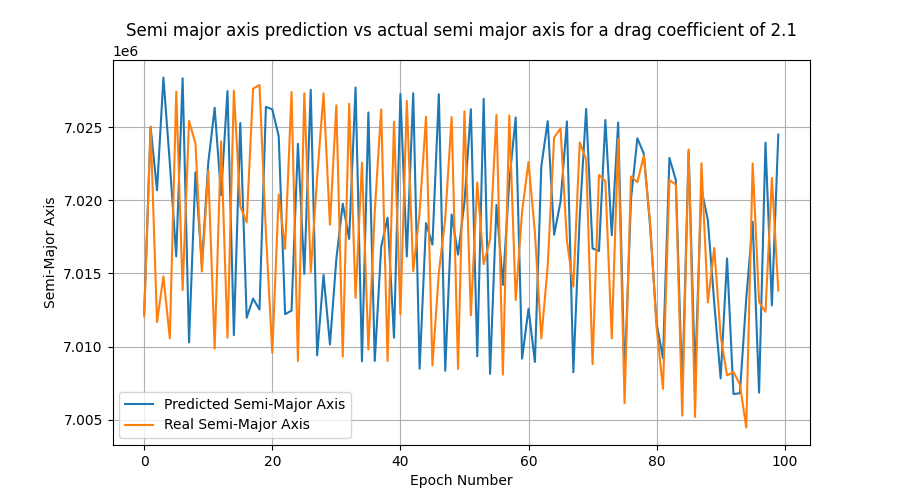 Semi major axis prediction vs actual semi major axis for a drag coefficient of 2.1
1e6
7.025
7.020
7.015
7.010
7.005
Semi-Major Axis
Predicted Semi-Major Axis
Real Semi-Major Axis
0 20 40 60 80 100
Epoch Number